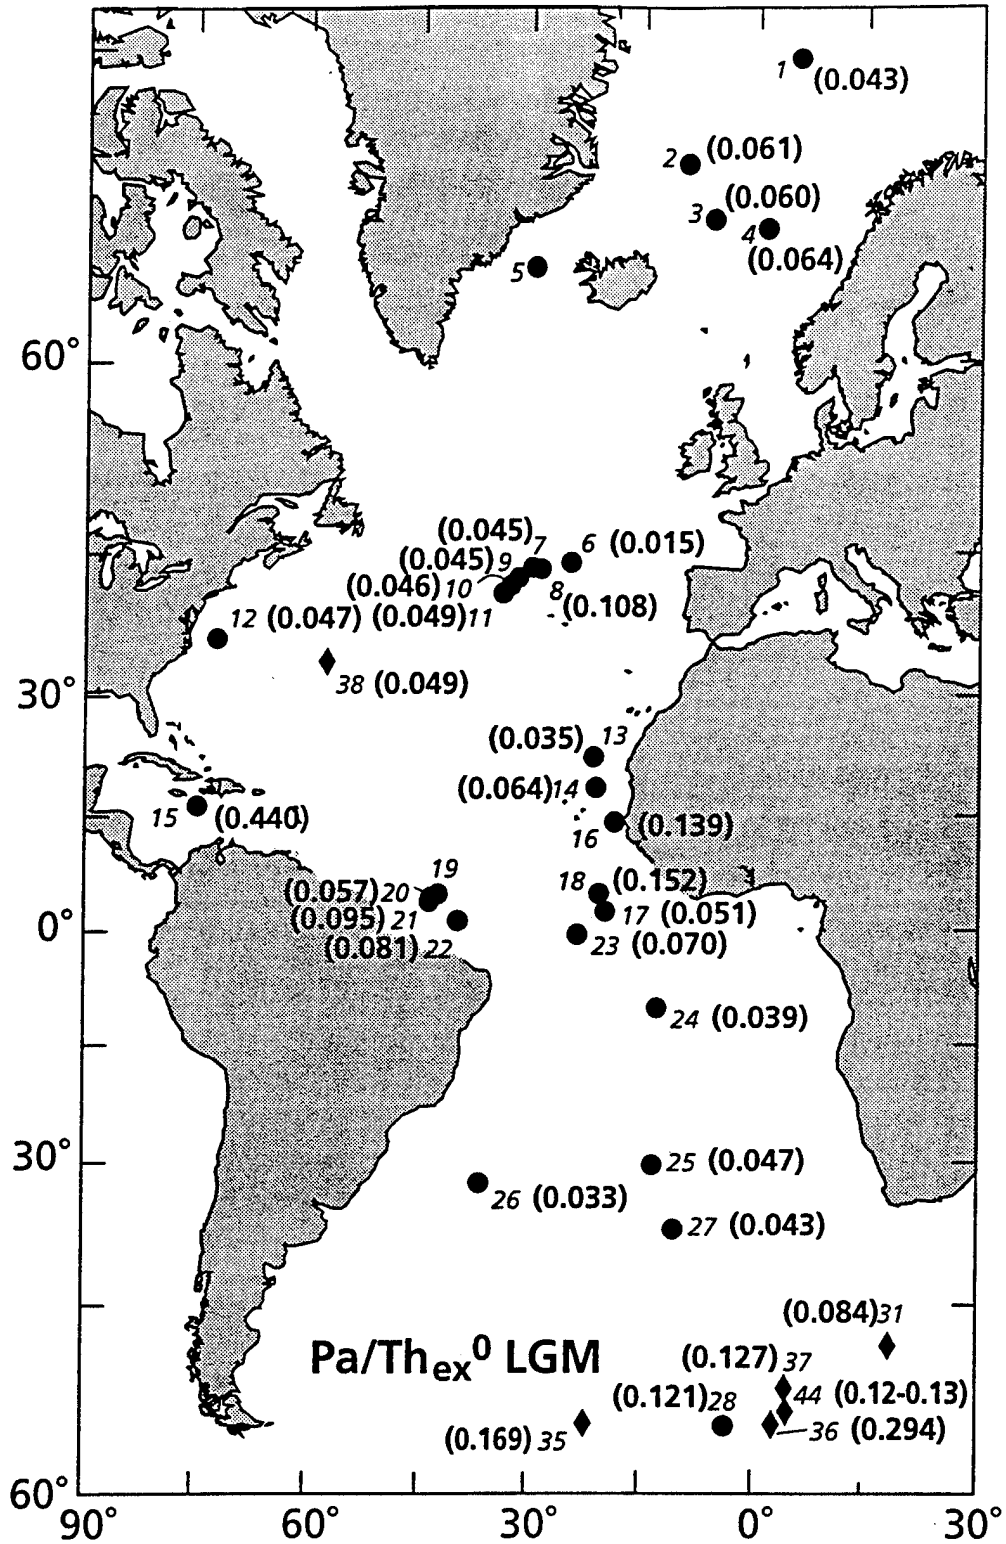 1
(0.043)
2 (0.061)
3 (0.060)
4
(0.064)
5
60°
(0.045) 7 6 (0.015)
(0.045) 9
(0.046) 10 8 (0.108)
12 (0.047) (0.049) 11
38 (0.049)
30°
(0.035) 13
(0.064) 14
15 (0.440)
16 (0.139)
19
(0.057) 20 18 (0.152)
(0.095) 21 17 (0.051)
0°
(0.081) 22 23 (0.070)
24 (0.039)
30°
25 (0.047)
26 (0.033)
27 (0.043)
(0.084) 31
Pa/Th_ex^0 LGM
(0.127) 37
(0.121) 28 44 (0.12-0.13)
(0.169) 35 36 (0.294)
60°
90° 60° 30° 0° 30°